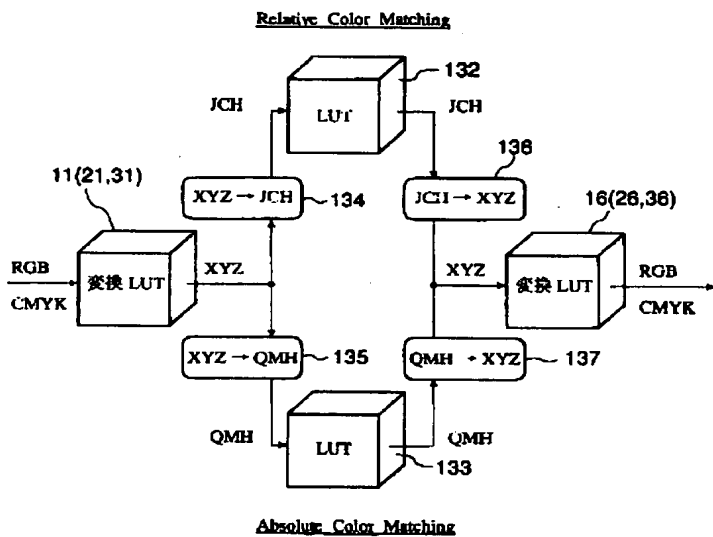 Relative Color Matching
132
JCH
LUT
JCH
136
11(21,31)
XYZ → JCH
134
JCH → XYZ
16(26,36)
RGB
CMYK
変換 LUT
XYZ
XYZ
変換 LUT
RGB
CMYK
XYZ → QMH
135
QMH → XYZ
137
QMH
LUT
QMH
133
Absolute Color Matching